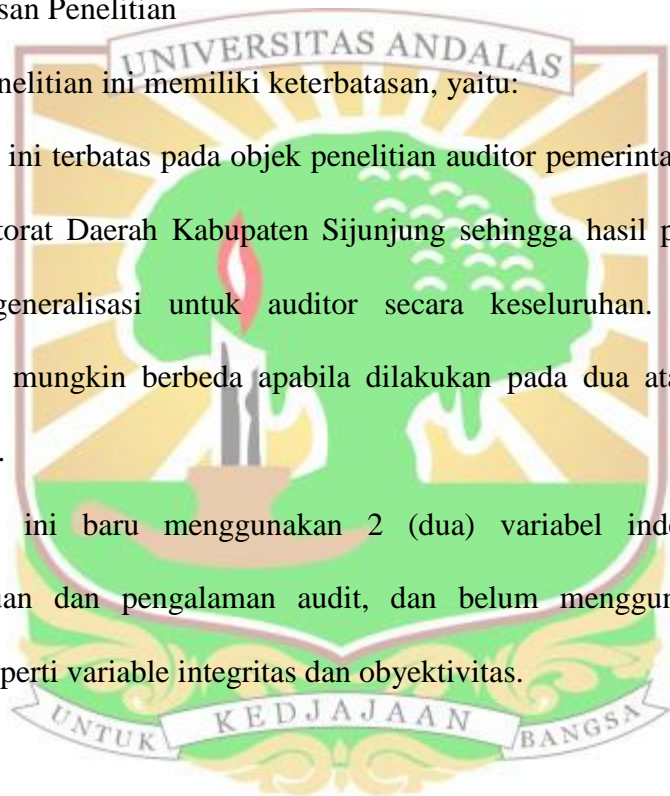 san Penelitian
UNIVERSITAS ANDALAS
nelitian ini memiliki keterbatasan, yaitu:
ini terbatas pada objek penelitian auditor pemerinta
torat Daerah Kabupaten Sijunjung sehingga hasil p
generalisasi untuk auditor secara keseluruhan.
mungkin berbeda apabila dilakukan pada dua ata
.
ini baru menggunakan 2 (dua) variabel ind
uan dan pengalaman audit, dan belum menggun
perti variable integritas dan obyektivitas.
UNTUK KEDJAJAAN BANGSA